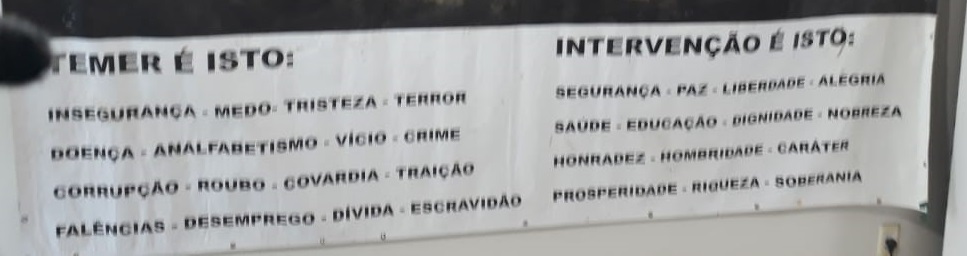 TEMER É ISTO:
INSEGURANÇA - MEDO- TRISTEZA - TERROR
DOENÇA - ANALFABETISMO - VÍCIO - CRIME
CORRUPÇÃO - ROUBO - COVARDIA - TRAIÇÃO
FALÊNCIAS - DESEMPREGO - DÍVIDA - ESCRAVIDÃO
INTERVENÇÃO É ISTO:
SEGURANÇA - PAZ - LIBERDADE - ALEGRIA
SAÚDE - EDUCAÇÃO - DIGNIDADE - NOBREZA
HONRADEZ - HOMBRIDADE - CARÁTER
PROSPERIDADE - RIQUEZA - SOBERANIA